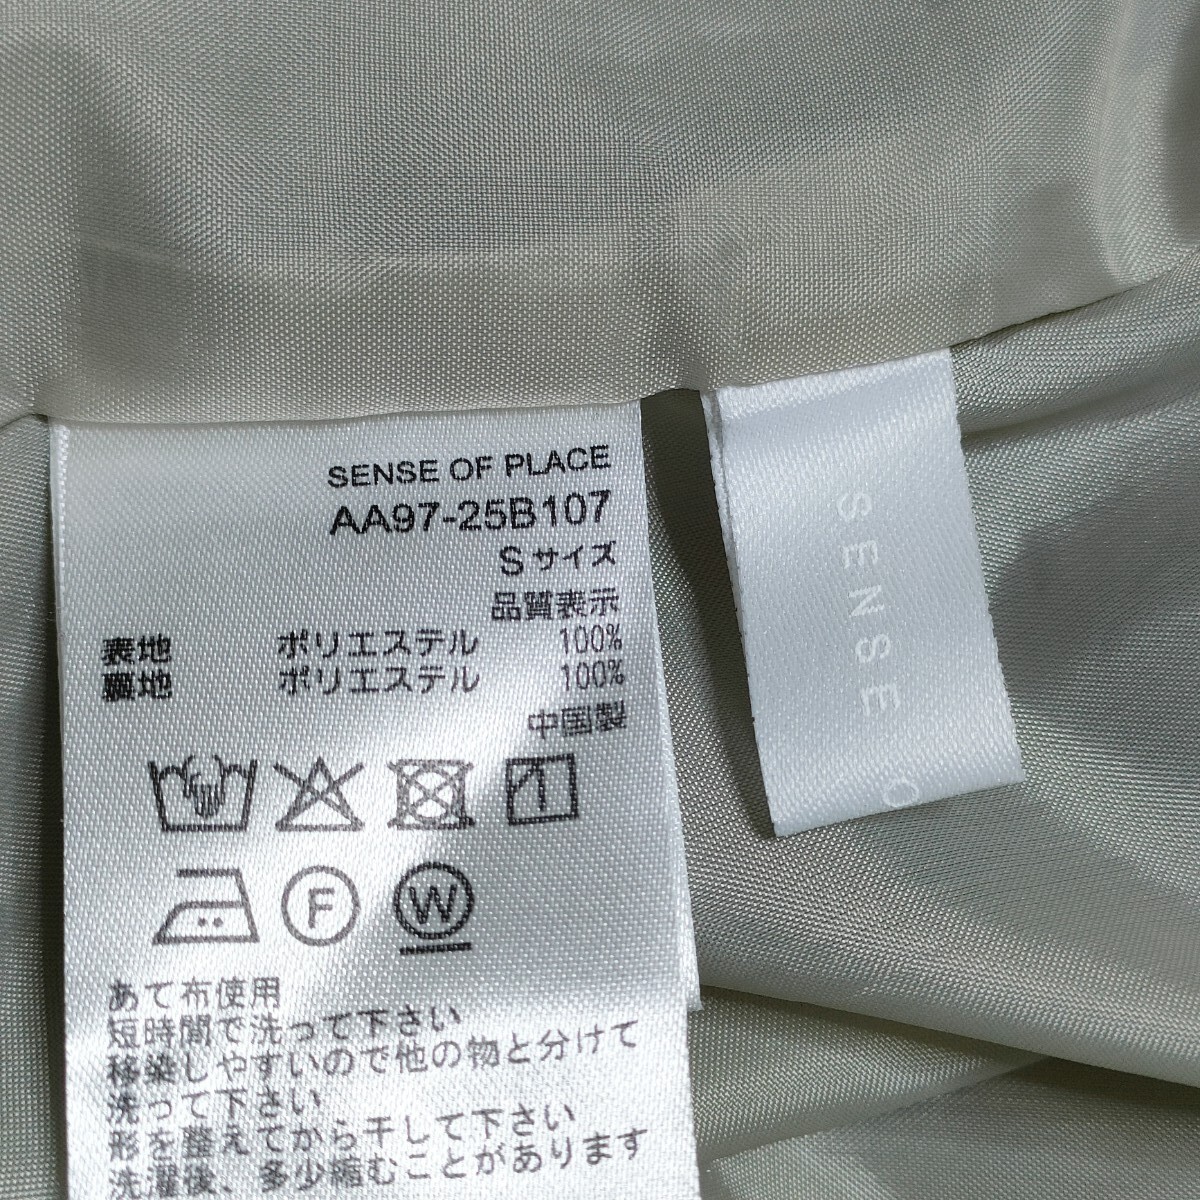 SENSE OF PLACE
AA97-25B107
Sサイズ
品質表示
表地 ポリエステル 100%
裏地 ポリエステル 100%
中国製
F
W
あて布使用
短時間で洗って下さい
移染しやすいので他の物と分けて
洗って下さい
形を整えてから干して下さい
洗濯後、多少縮むことがあります
SENSE O